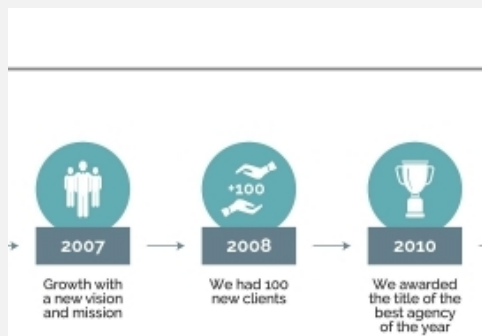 +100
2007
2008
2010
Growth with
a new vision
and mission
We had 100
new clients
We awarded
the title of the
best agency
of the year